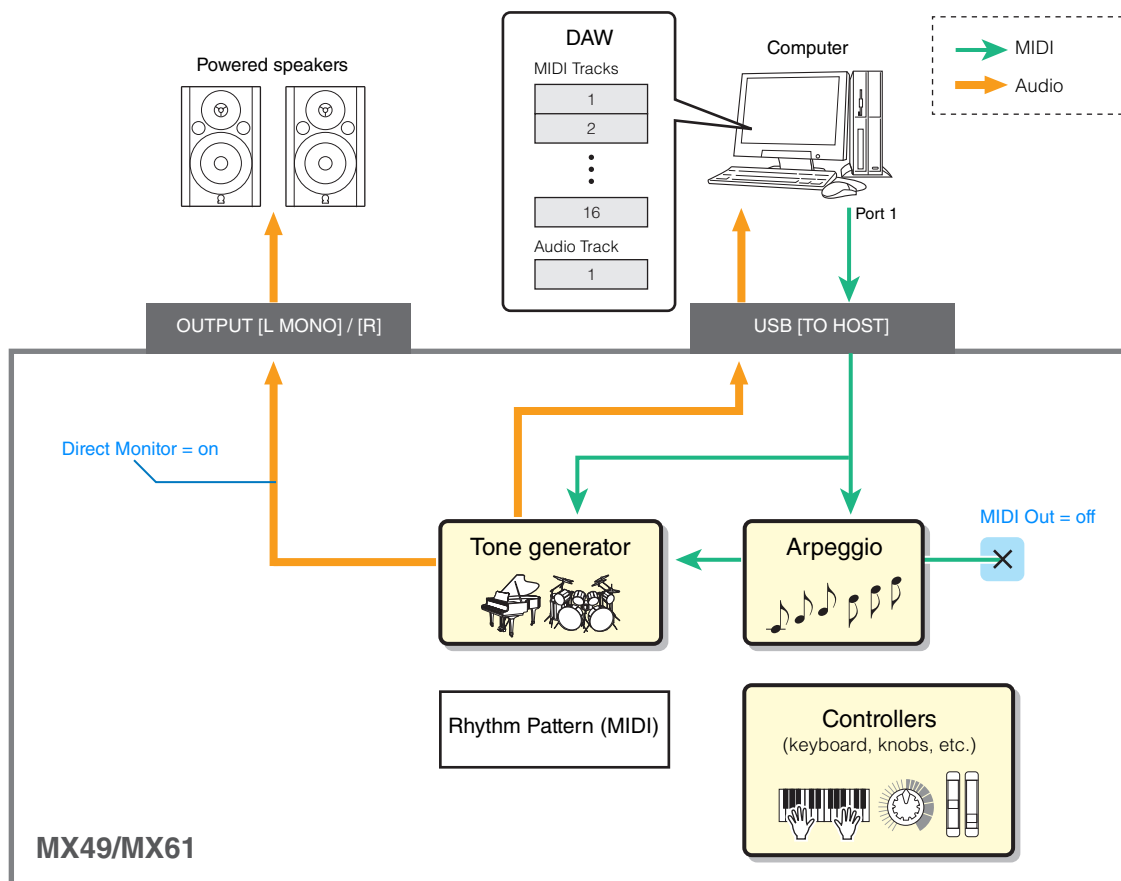 DAW
Computer
MIDI
Powered speakers
MIDI Tracks
Audio
1
2
16
Port 1
Audio Track
1
OUTPUT [L MONO] / [R]
USB [TO HOST]
Direct Monitor = on
MIDI Out = off
Tone generator
Arpeggio
Rhythm Pattern (MIDI)
Controllers
(keyboard, knobs, etc.)
MX49/MX61